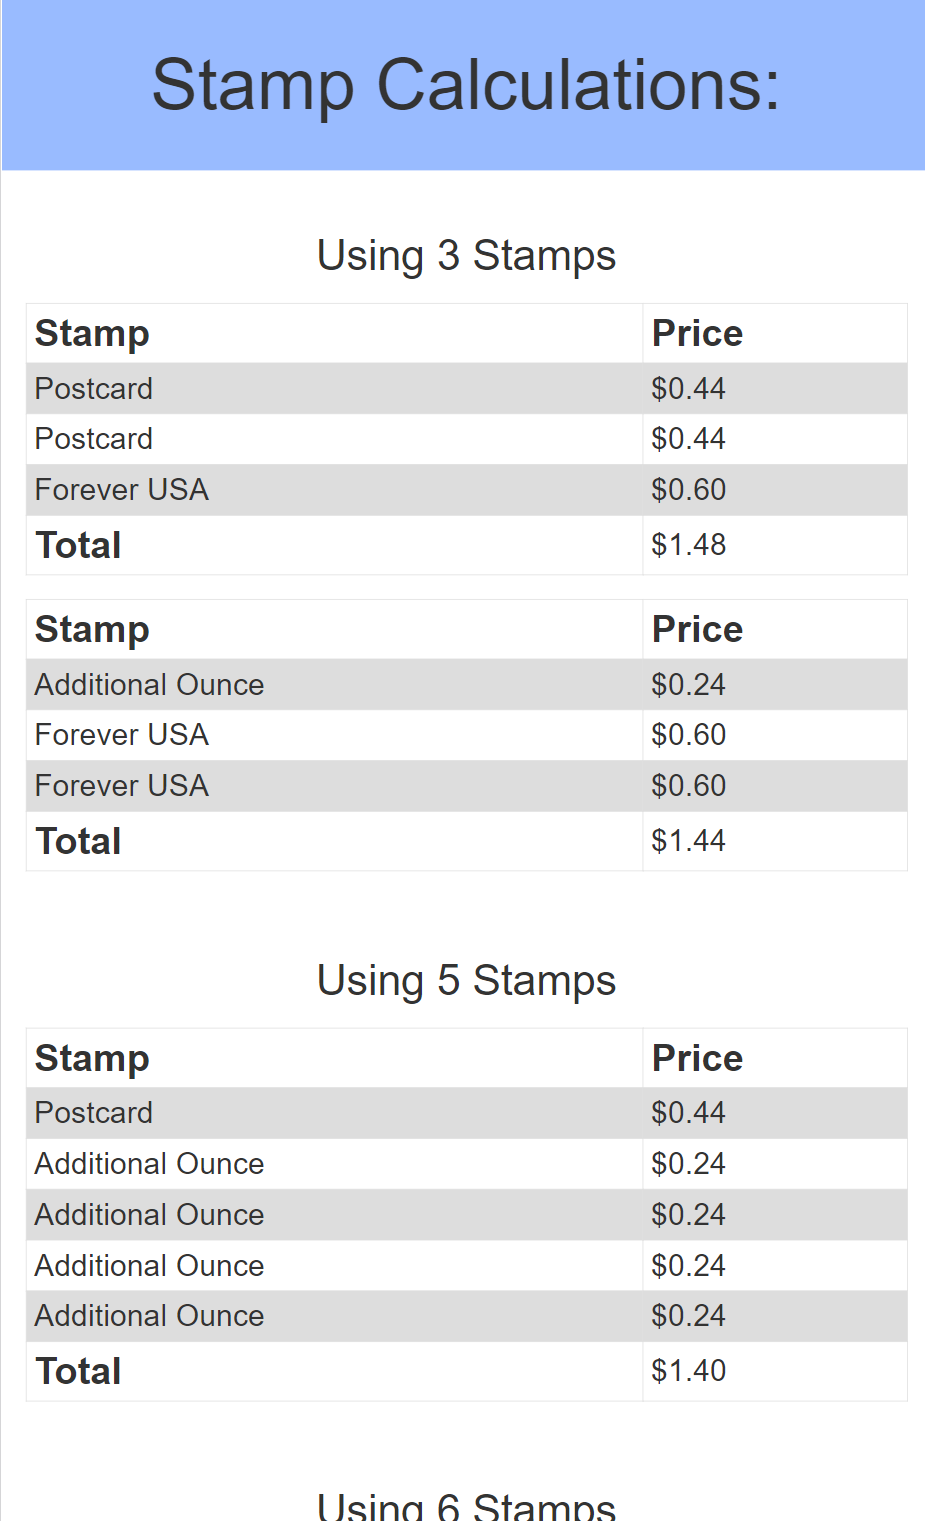 Stamp Calculations:
Using 3 Stamps
Stamp Price
Postcard $0.44
Postcard $0.44
Forever USA $0.60
Total $1.48
Stamp Price
Additional Ounce $0.24
Forever USA $0.60
Forever USA $0.60
Total $1.44
Using 5 Stamps
Stamp Price
Postcard $0.44
Additional Ounce $0.24
Additional Ounce $0.24
Additional Ounce $0.24
Additional Ounce $0.24
Total $1.40
Using 6 Stamps